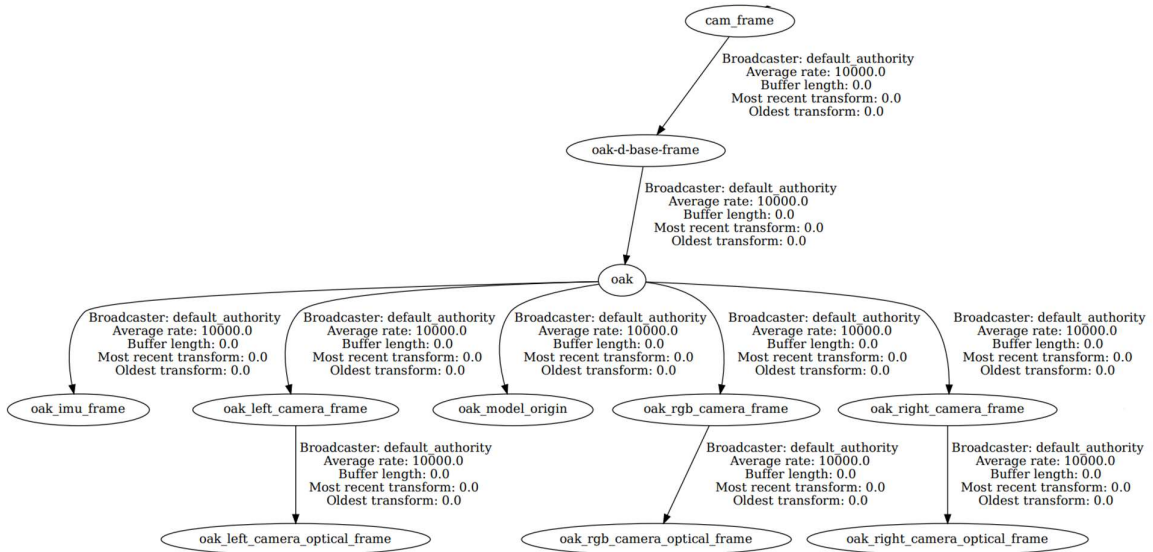 cam_frame
Broadcaster: default_authority
Average rate: 10000.0
Buffer length: 0.0
Most recent transform: 0.0
Oldest transform: 0.0
oak-d-base-frame
Broadcaster: default_authority
Average rate: 10000.0
Buffer length: 0.0
Most recent transform: 0.0
Oldest transform: 0.0
oak
Broadcaster: default_authority
Average rate: 10000.0
Buffer length: 0.0
Most recent transform: 0.0
Oldest transform: 0.0
Broadcaster: default_authority
Average rate: 10000.0
Buffer length: 0.0
Most recent transform: 0.0
Oldest transform: 0.0
Broadcaster: default_authority
Average rate: 10000.0
Buffer length: 0.0
Most recent transform: 0.0
Oldest transform: 0.0
Broadcaster: default_authority
Average rate: 10000.0
Buffer length: 0.0
Most recent transform: 0.0
Oldest transform: 0.0
Broadcaster: default_authority
Average rate: 10000.0
Buffer length: 0.0
Most recent transform: 0.0
Oldest transform: 0.0
oak_imu_frame
oak_left_camera_frame
oak_model_origin
oak_rgb_camera_frame
oak_right_camera_frame
Broadcaster: default_authority
Average rate: 10000.0
Buffer length: 0.0
Most recent transform: 0.0
Oldest transform: 0.0
Broadcaster: default_authority
Average rate: 10000.0
Buffer length: 0.0
Most recent transform: 0.0
Oldest transform: 0.0
Broadcaster: default_authority
Average rate: 10000.0
Buffer length: 0.0
Most recent transform: 0.0
Oldest transform: 0.0
oak_left_camera_optical_frame
oak_rgb_camera_optical_frame
oak_right_camera_optical_frame